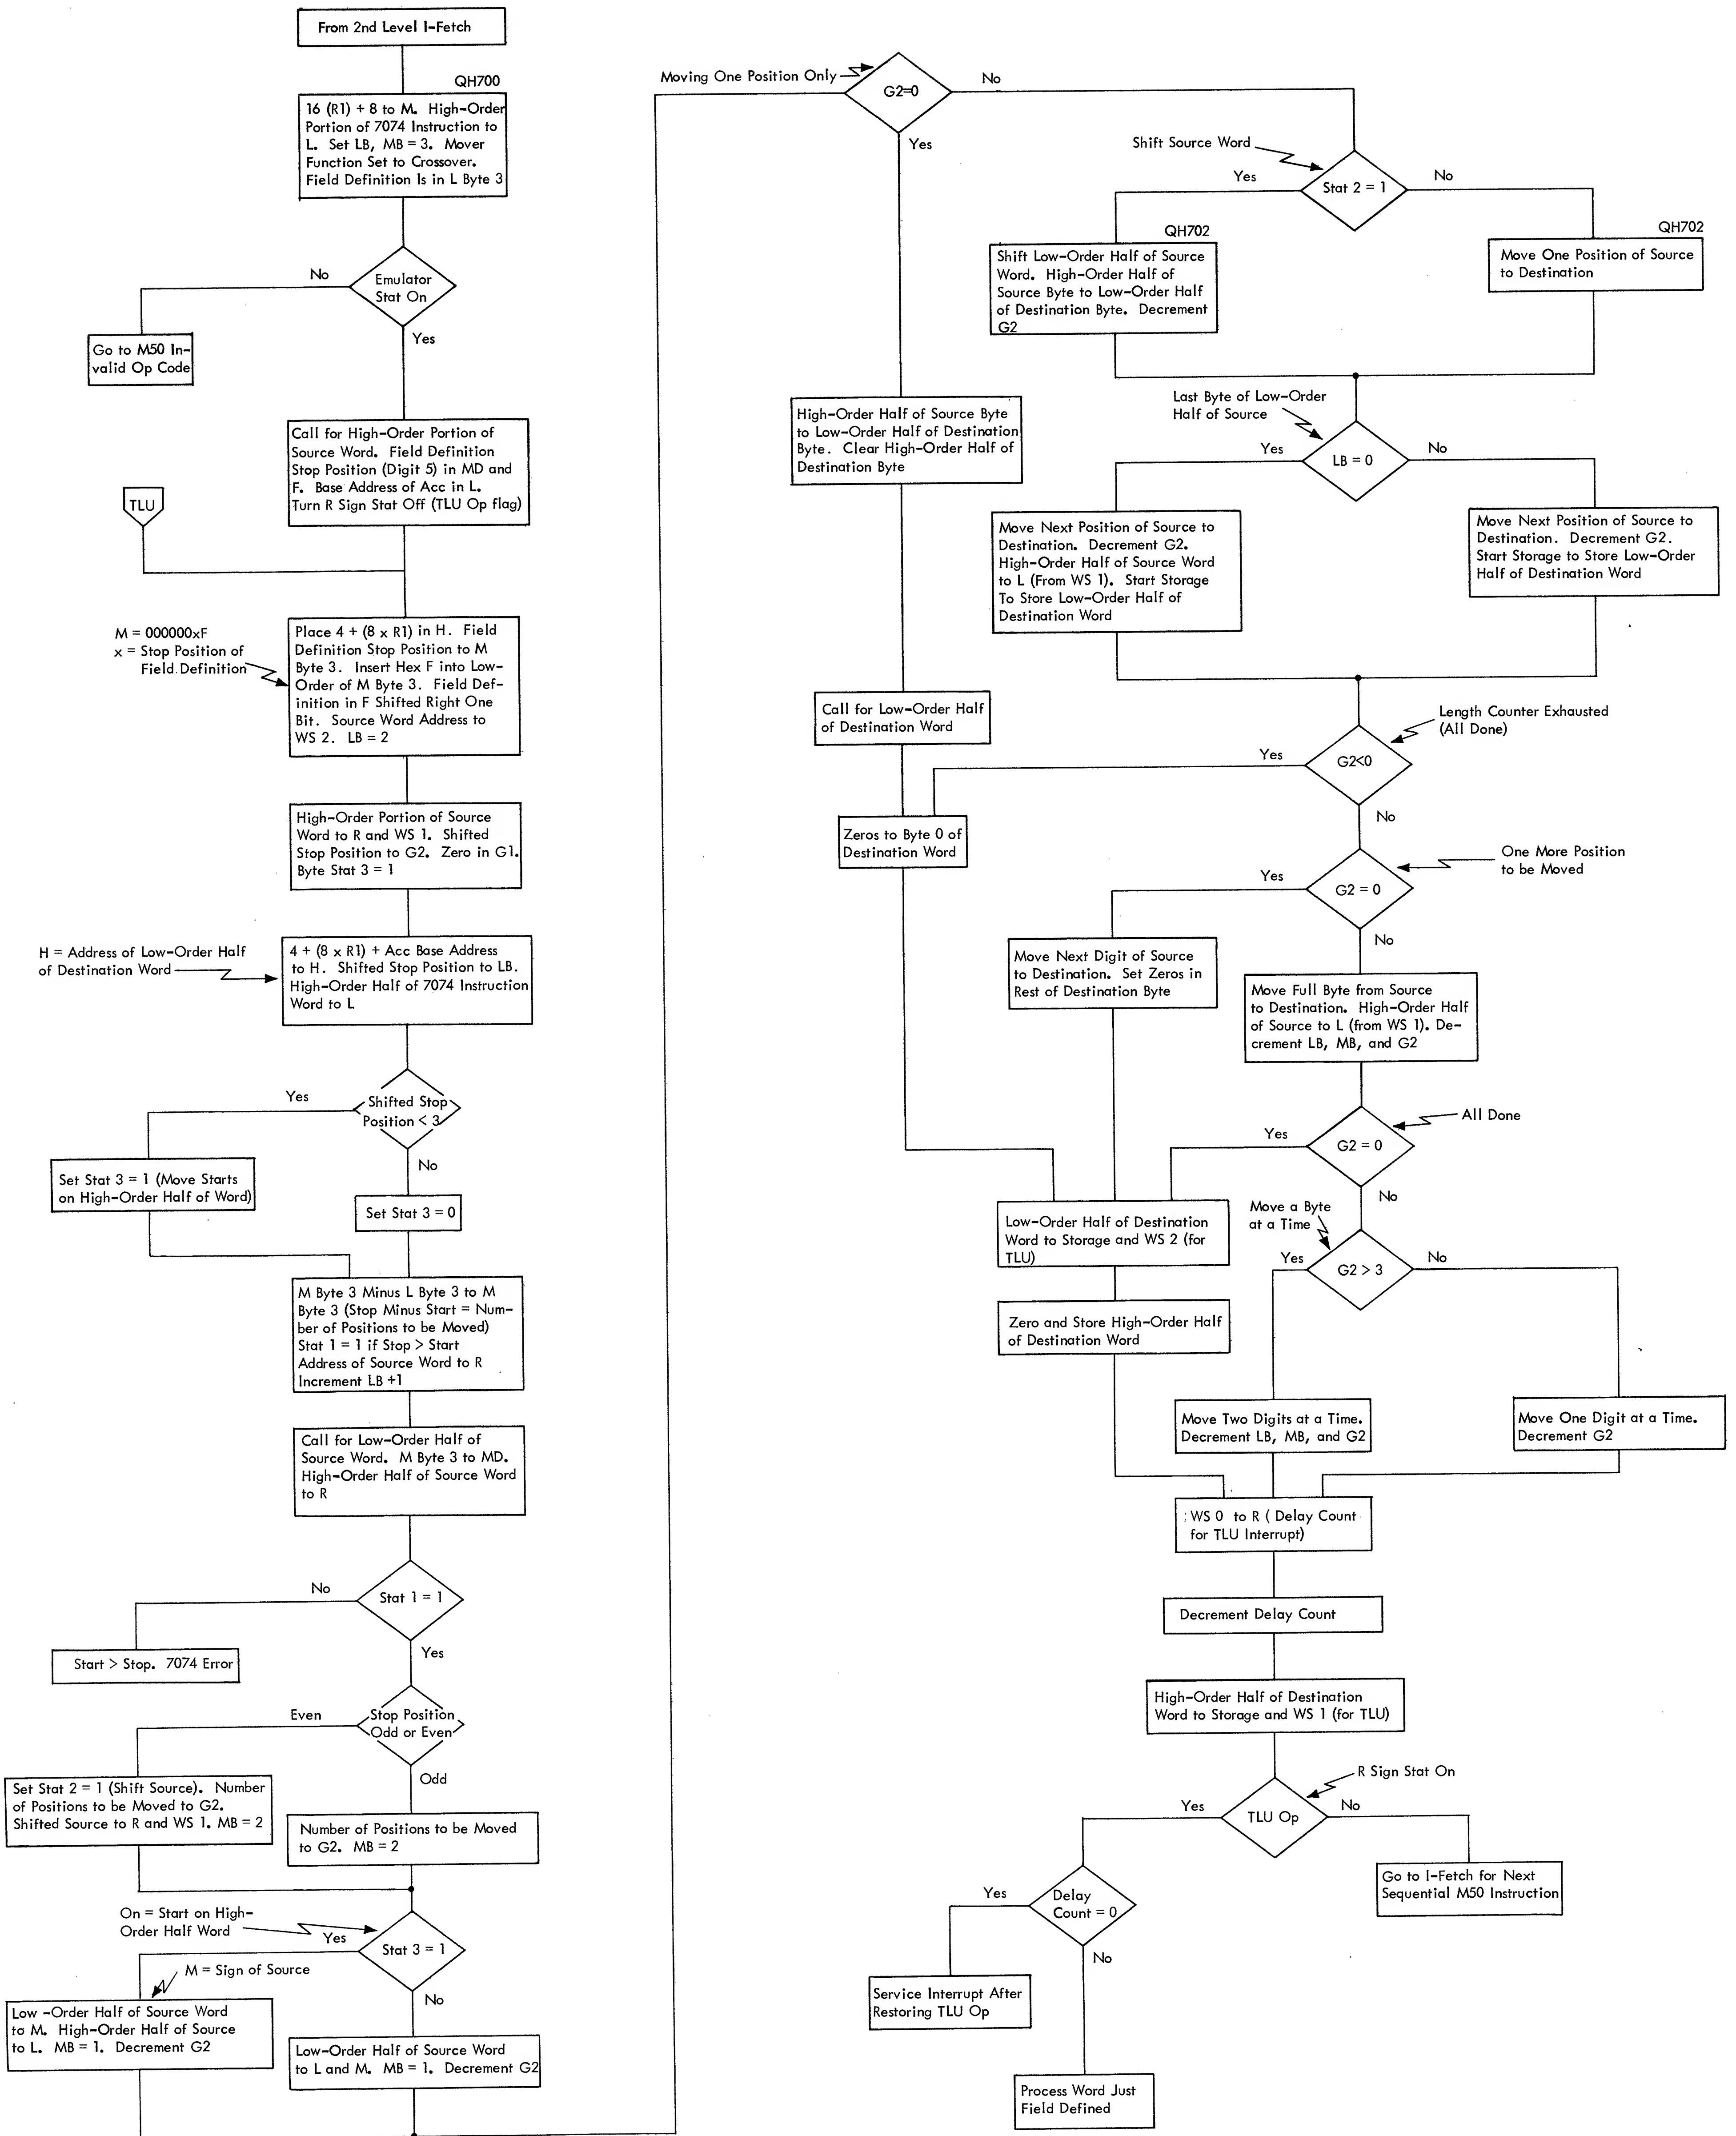 From 2nd Level I-Fetch
QH700
16 (R1) + 8 to M. High-Order
Portion of 7074 Instruction to
L. Set LB, MB = 3. Mover
Function Set to Crossover.
Field Definition Is in L Byte 3
No
Emulator
Stat On
Yes
Go to M50 In-
valid Op Code
Call for High-Order Portion of
Source Word. Field Definition
Stop Position (Digit 5) in MD and
F. Base Address of Acc in L.
Turn R Sign Stat Off (TLU Op flag)
TLU
M = 000000xF
x = Stop Position of
Field Definition
Place 4 + (8 x R1) in H. Field
Definition Stop Position to M
Byte 3. Insert Hex F into Low-
Order of M Byte 3. Field Def-
inition in F Shifted Right One
Bit. Source Word Address to
WS 2. LB = 2
High-Order Portion of Source
Word to R and WS 1. Shifted
Stop Position to G2. Zero in G1.
Byte Stat 3 = 1
H = Address of Low-Order Half
of Destination Word
4 + (8 x R1) + Acc Base Address
to H. Shifted Stop Position to LB.
High-Order Half of 7074 Instruction
Word to L
Yes
Shifted Stop
Position < 3
No
Set Stat 3 = 1 (Move Starts
on High-Order Half of Word)
Set Stat 3 = 0
M Byte 3 Minus L Byte 3 to M
Byte 3 (Stop Minus Start = Num-
ber of Positions to be Moved)
Stat 1 = 1 if Stop > Start
Address of Source Word to R
Increment LB +1
Call for Low-Order Half of
Source Word. M Byte 3 to MD.
High-Order Half of Source Word
to R
No
Stat 1 = 1
Yes
Start > Stop. 7074 Error
Even
Stop Position
Odd or Even
Odd
Set Stat 2 = 1 (Shift Source). Number
of Positions to be Moved to G2.
Shifted Source to R and WS 1. MB = 2
Number of Positions to be Moved
to G2. MB = 2
On = Start on High-
Order Half Word
Yes
Stat 3 = 1
M = Sign of Source
No
Low -Order Half of Source Word
to M. High-Order Half of Source
to L. MB = 1. Decrement G2
Low-Order Half of Source Word
to L and M. MB = 1. Decrement G2
Moving One Position Only
G2=0
No
Yes
Shift Source Word
Yes
Stat 2 = 1
No
QH702
Shift Low-Order Half of Source
Word. High-Order Half of
Source Byte to Low-Order Half
of Destination Byte. Decrement
G2
QH702
Move One Position of Source
to Destination
High-Order Half of Source Byte
to Low-Order Half of Destination
Byte. Clear High-Order Half of
Destination Byte
Last Byte of Low-Order
Half of Source
Yes
LB = 0
No
Move Next Position of Source to
Destination. Decrement G2.
High-Order Half of Source Word
to L (From WS 1). Start Storage
To Store Low-Order Half of
Destination Word
Move Next Position of Source to
Destination. Decrement G2.
Start Storage to Store Low-Order
Half of Destination Word
Call for Low-Order Half
of Destination Word
Length Counter Exhausted
(All Done)
Yes
G2<0
No
Zeros to Byte 0 of
Destination Word
One More Position
to be Moved
Yes
G2 = 0
No
Move Next Digit of Source
to Destination. Set Zeros in
Rest of Destination Byte
Move Full Byte from Source
to Destination. High-Order Half
of Source to L (from WS 1). De-
crement LB, MB, and G2
All Done
Yes
G2 = 0
No
Low-Order Half of Destination
Word to Storage and WS 2 (for
TLU)
Move a Byte
at a Time
Yes
G2 > 3
No
Zero and Store High-Order Half
of Destination Word
Move Two Digits at a Time.
Decrement LB, MB, and G2
Move One Digit at a Time.
Decrement G2
WS 0 to R ( Delay Count
for TLU Interrupt)
Decrement Delay Count
High-Order Half of Destination
Word to Storage and WS 1 (for TLU)
R Sign Stat On
Yes
TLU Op
No
Go to I-Fetch for Next
Sequential M50 Instruction
Yes
Delay
Count = 0
No
Service Interrupt After
Restoring TLU Op
Process Word Just
Field Defined